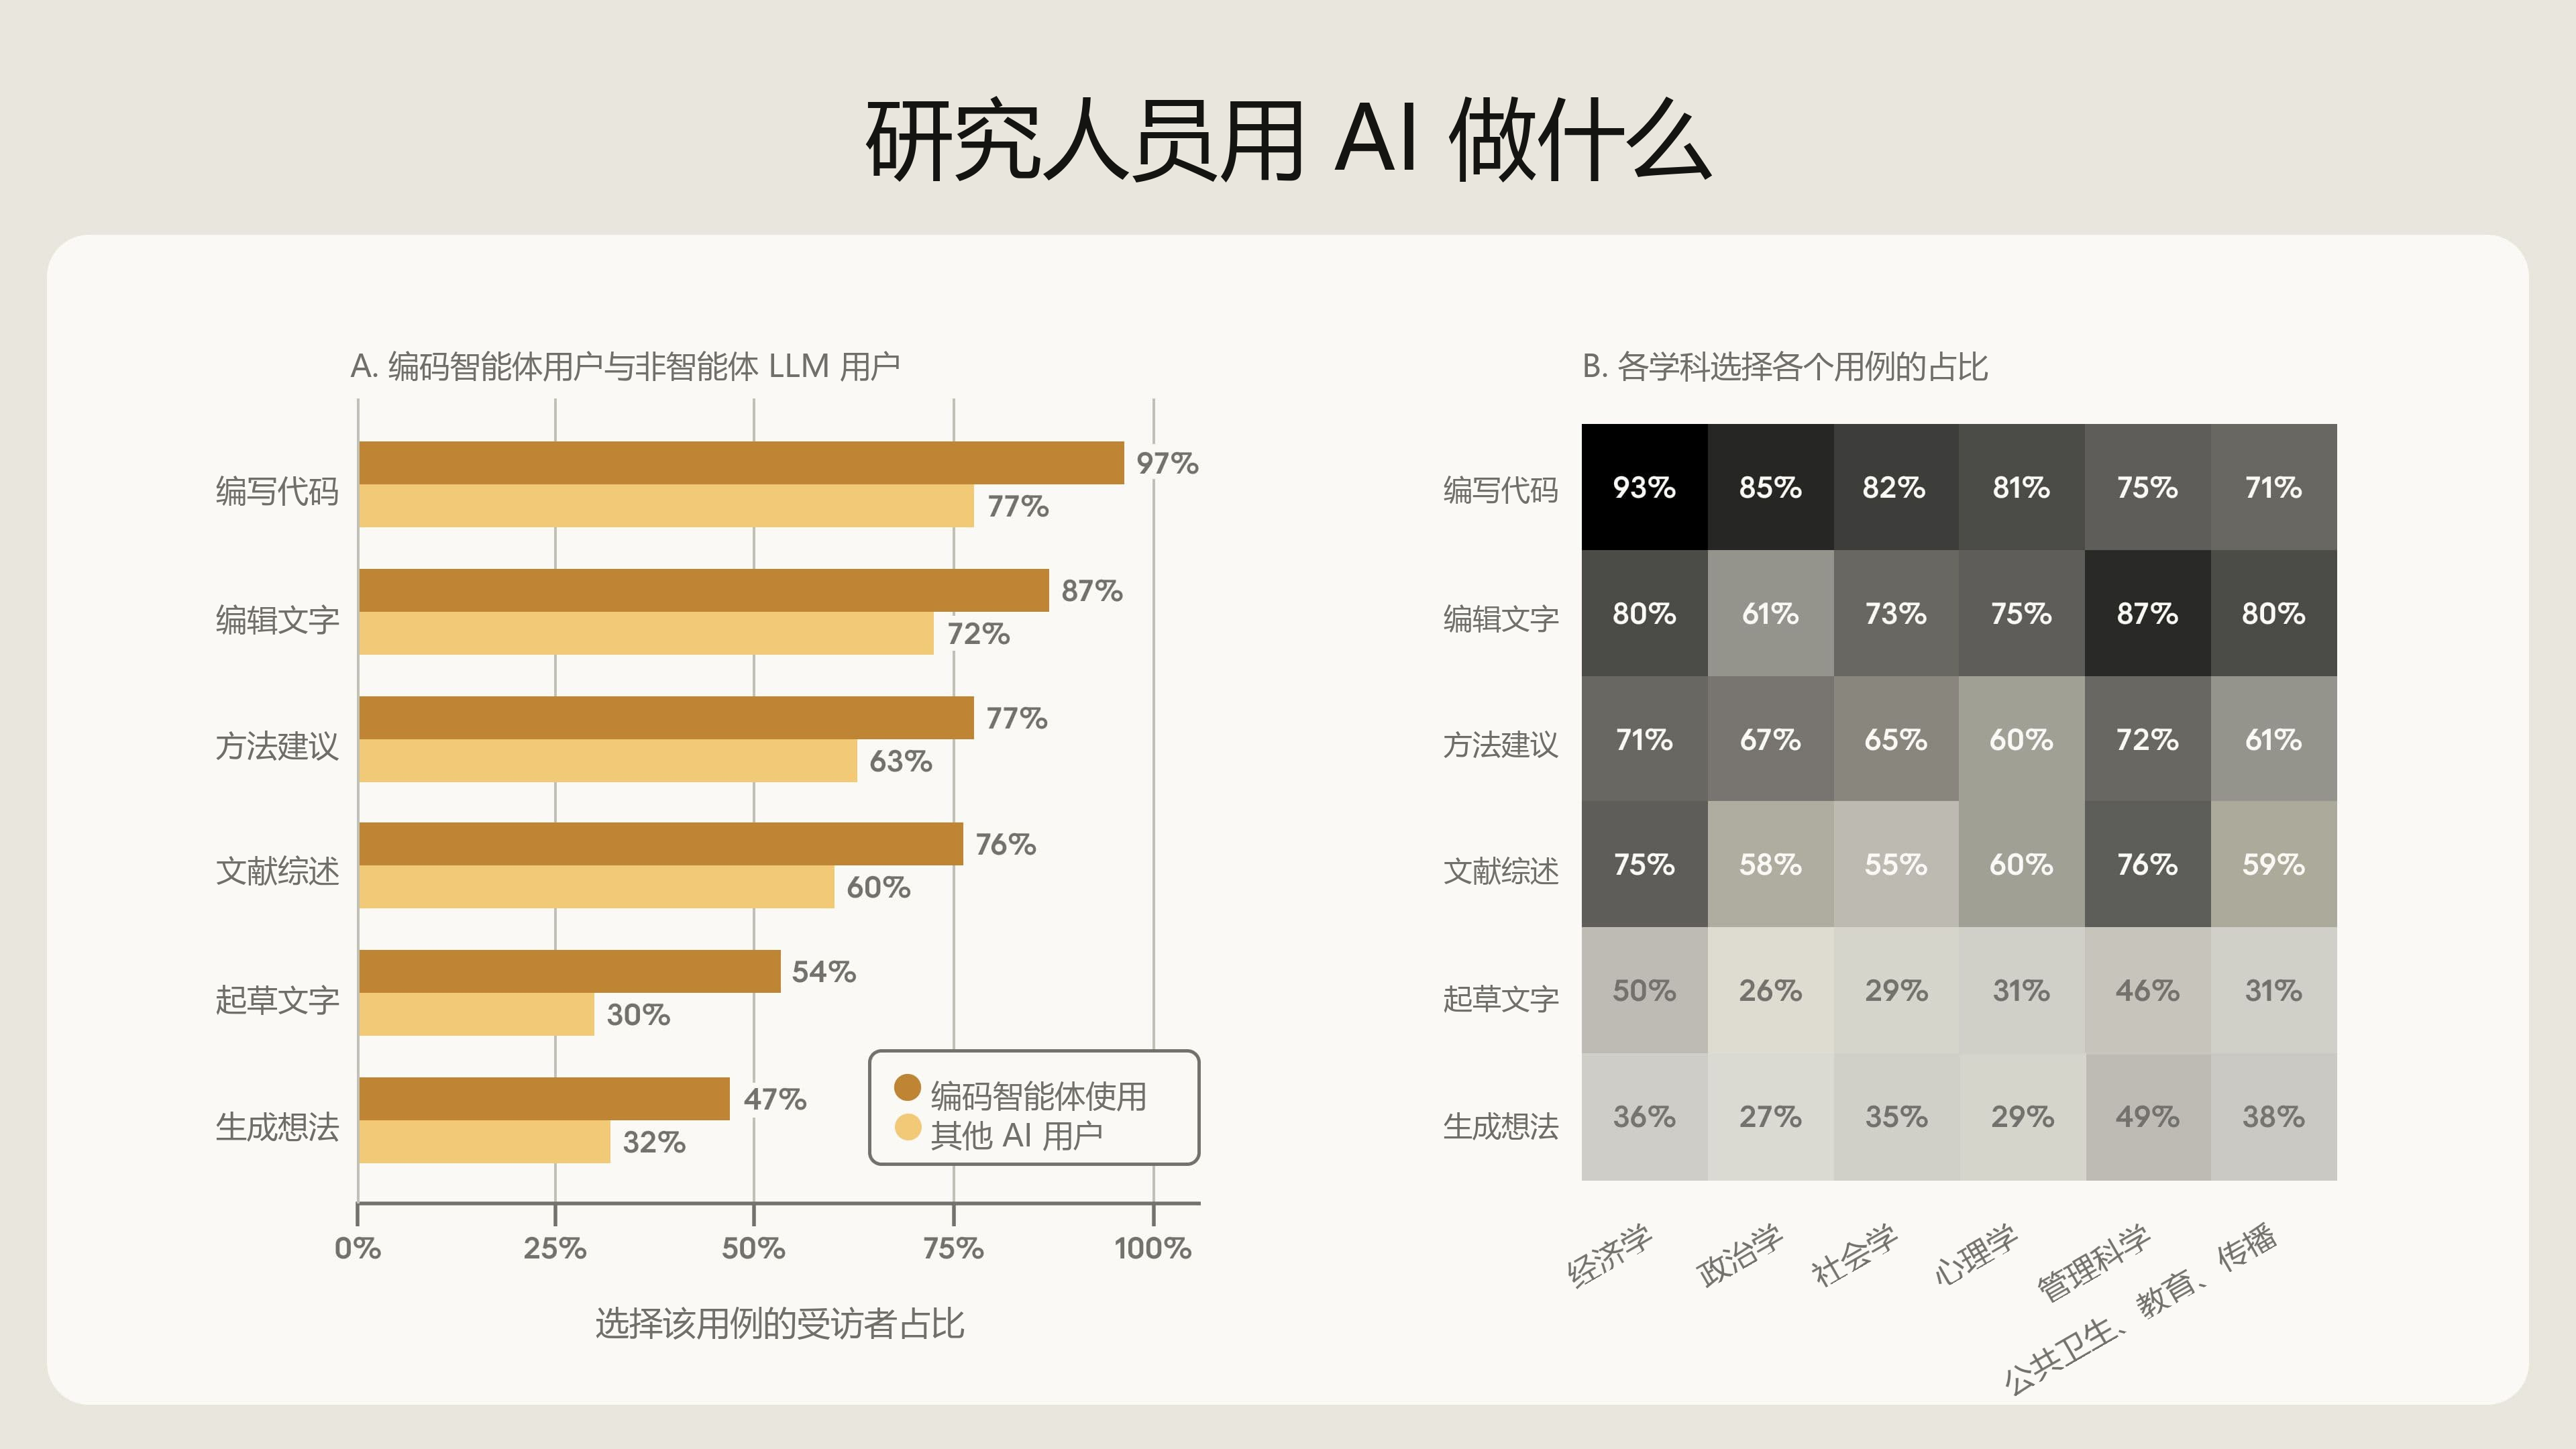 研究人员用 AI 做什么
A. 编码智能体用户与非智能体 LLM 用户
编写代码
97%
77%
编辑文字
87%
72%
方法建议
77%
63%
文献综述
76%
60%
起草文字
54%
30%
生成想法
47%
32%
编码智能体使用
其他 AI 用户
0% 25% 50% 75% 100%
选择该用例的受访者占比
B. 各学科选择各个用例的占比
编写代码 93% 85% 82% 81% 75% 71%
编辑文字 80% 61% 73% 75% 87% 80%
方法建议 71% 67% 65% 60% 72% 61%
文献综述 75% 58% 55% 60% 76% 59%
起草文字 50% 26% 29% 31% 46% 31%
生成想法 36% 27% 35% 29% 49% 38%
经济学
政治学
社会学
心理学
管理科学
公共卫生、教育、传播